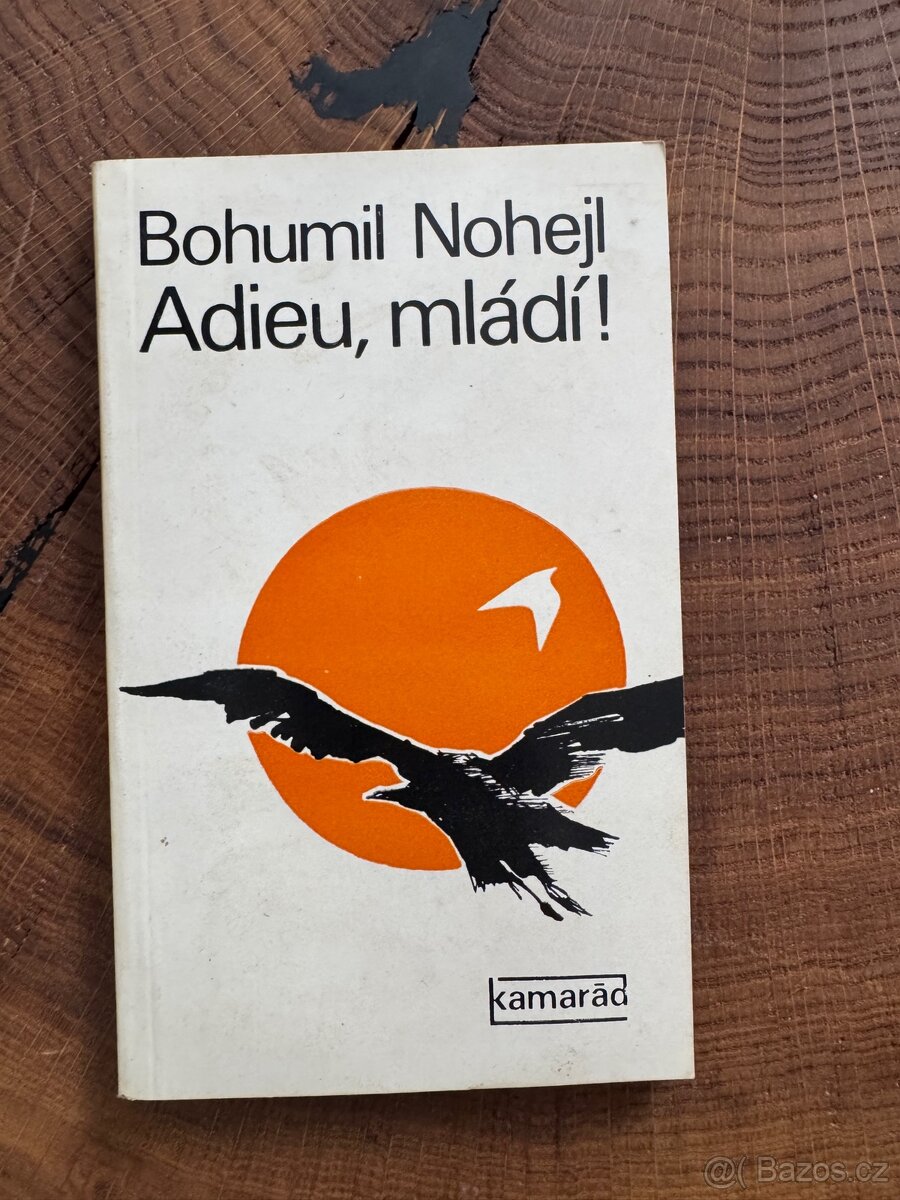 Bohumil Nohejl
Adieu, mládí!
kamarád
@( Bazos.cz